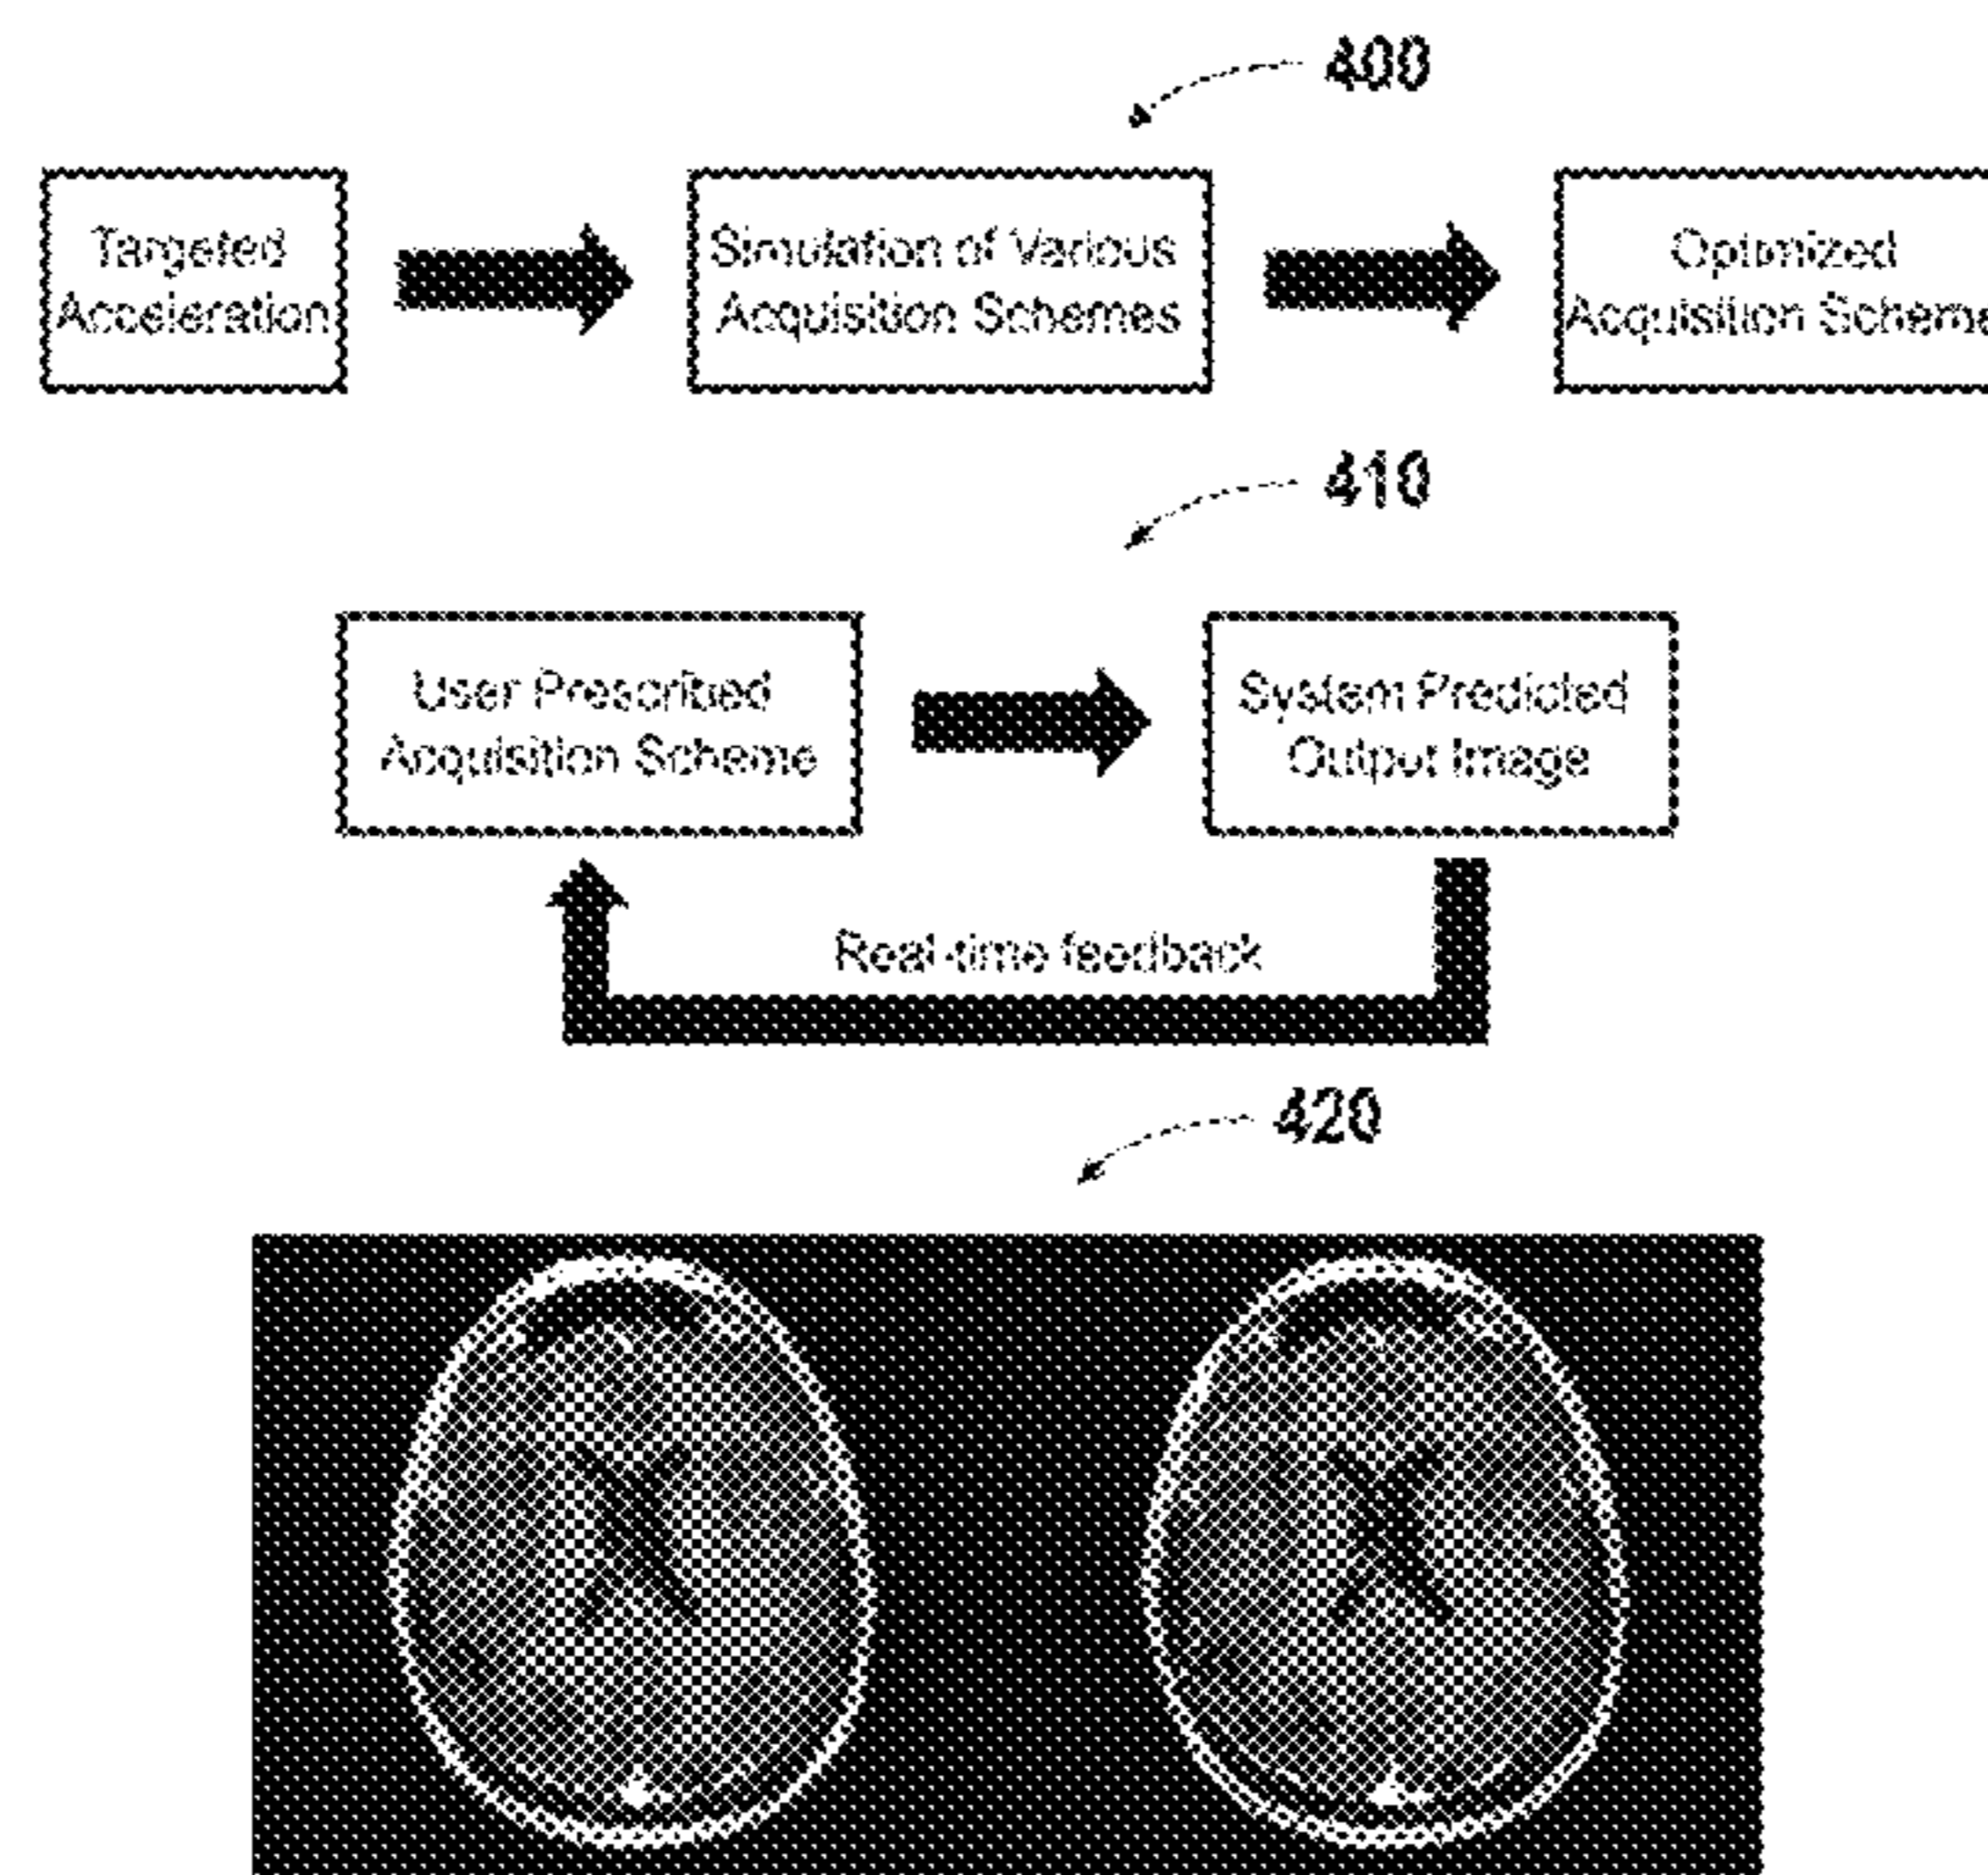 400
Targeted
Acceleration
Simulation of Various
Acquisition Schemes
Optimized
Acquisition Scheme
410
User Prescribed
Acquisition Scheme
System Predicted
Output Image
Real-time feedback
420